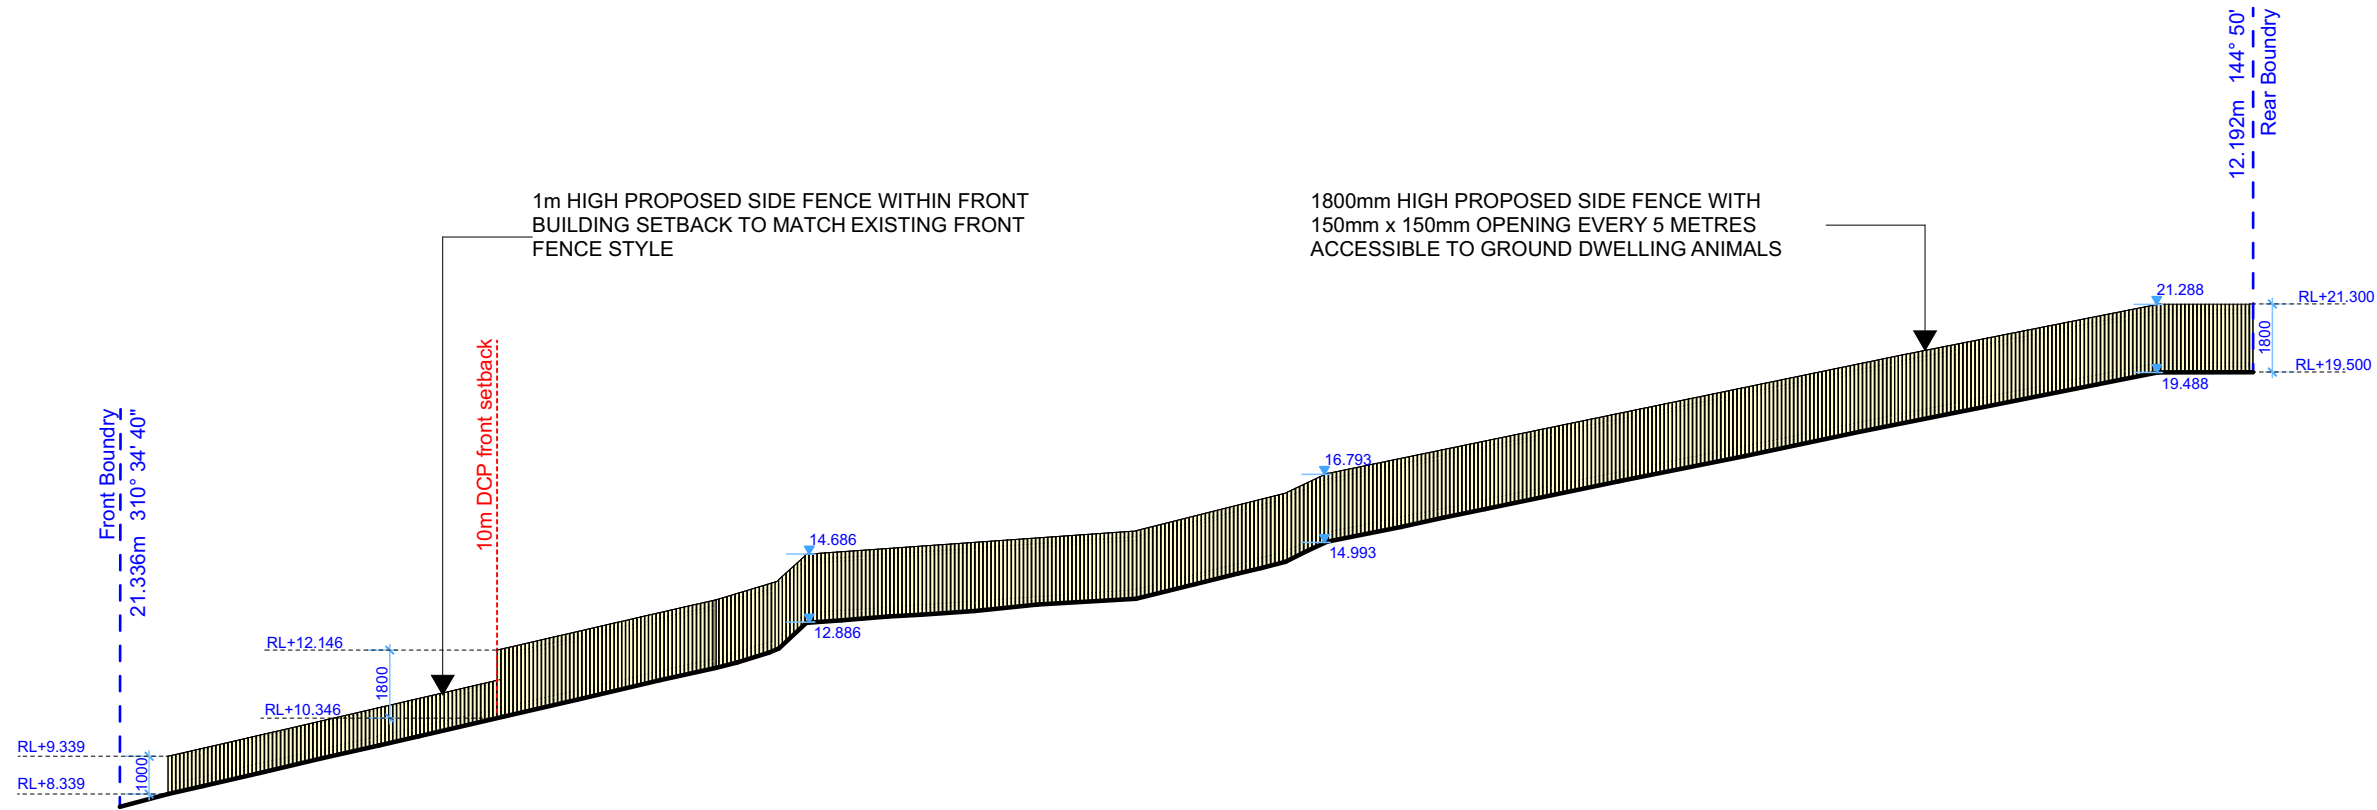 12.192m  144° 50'
Rear Boundry
1m HIGH PROPOSED SIDE FENCE WITHIN FRONT
BUILDING SETBACK TO MATCH EXISTING FRONT
FENCE STYLE
1800mm HIGH PROPOSED SIDE FENCE WITH
150mm x 150mm OPENING EVERY 5 METRES
ACCESSIBLE TO GROUND DWELLING ANIMALS
21.288
RL+21.300
1800
RL+19.500
19.488
10m DCP front setback
Front Boundry
21.336m  310° 34' 40"
16.793
14.993
14.686
12.886
RL+12.146
1800
RL+10.346
RL+9.339
1000
RL+8.339